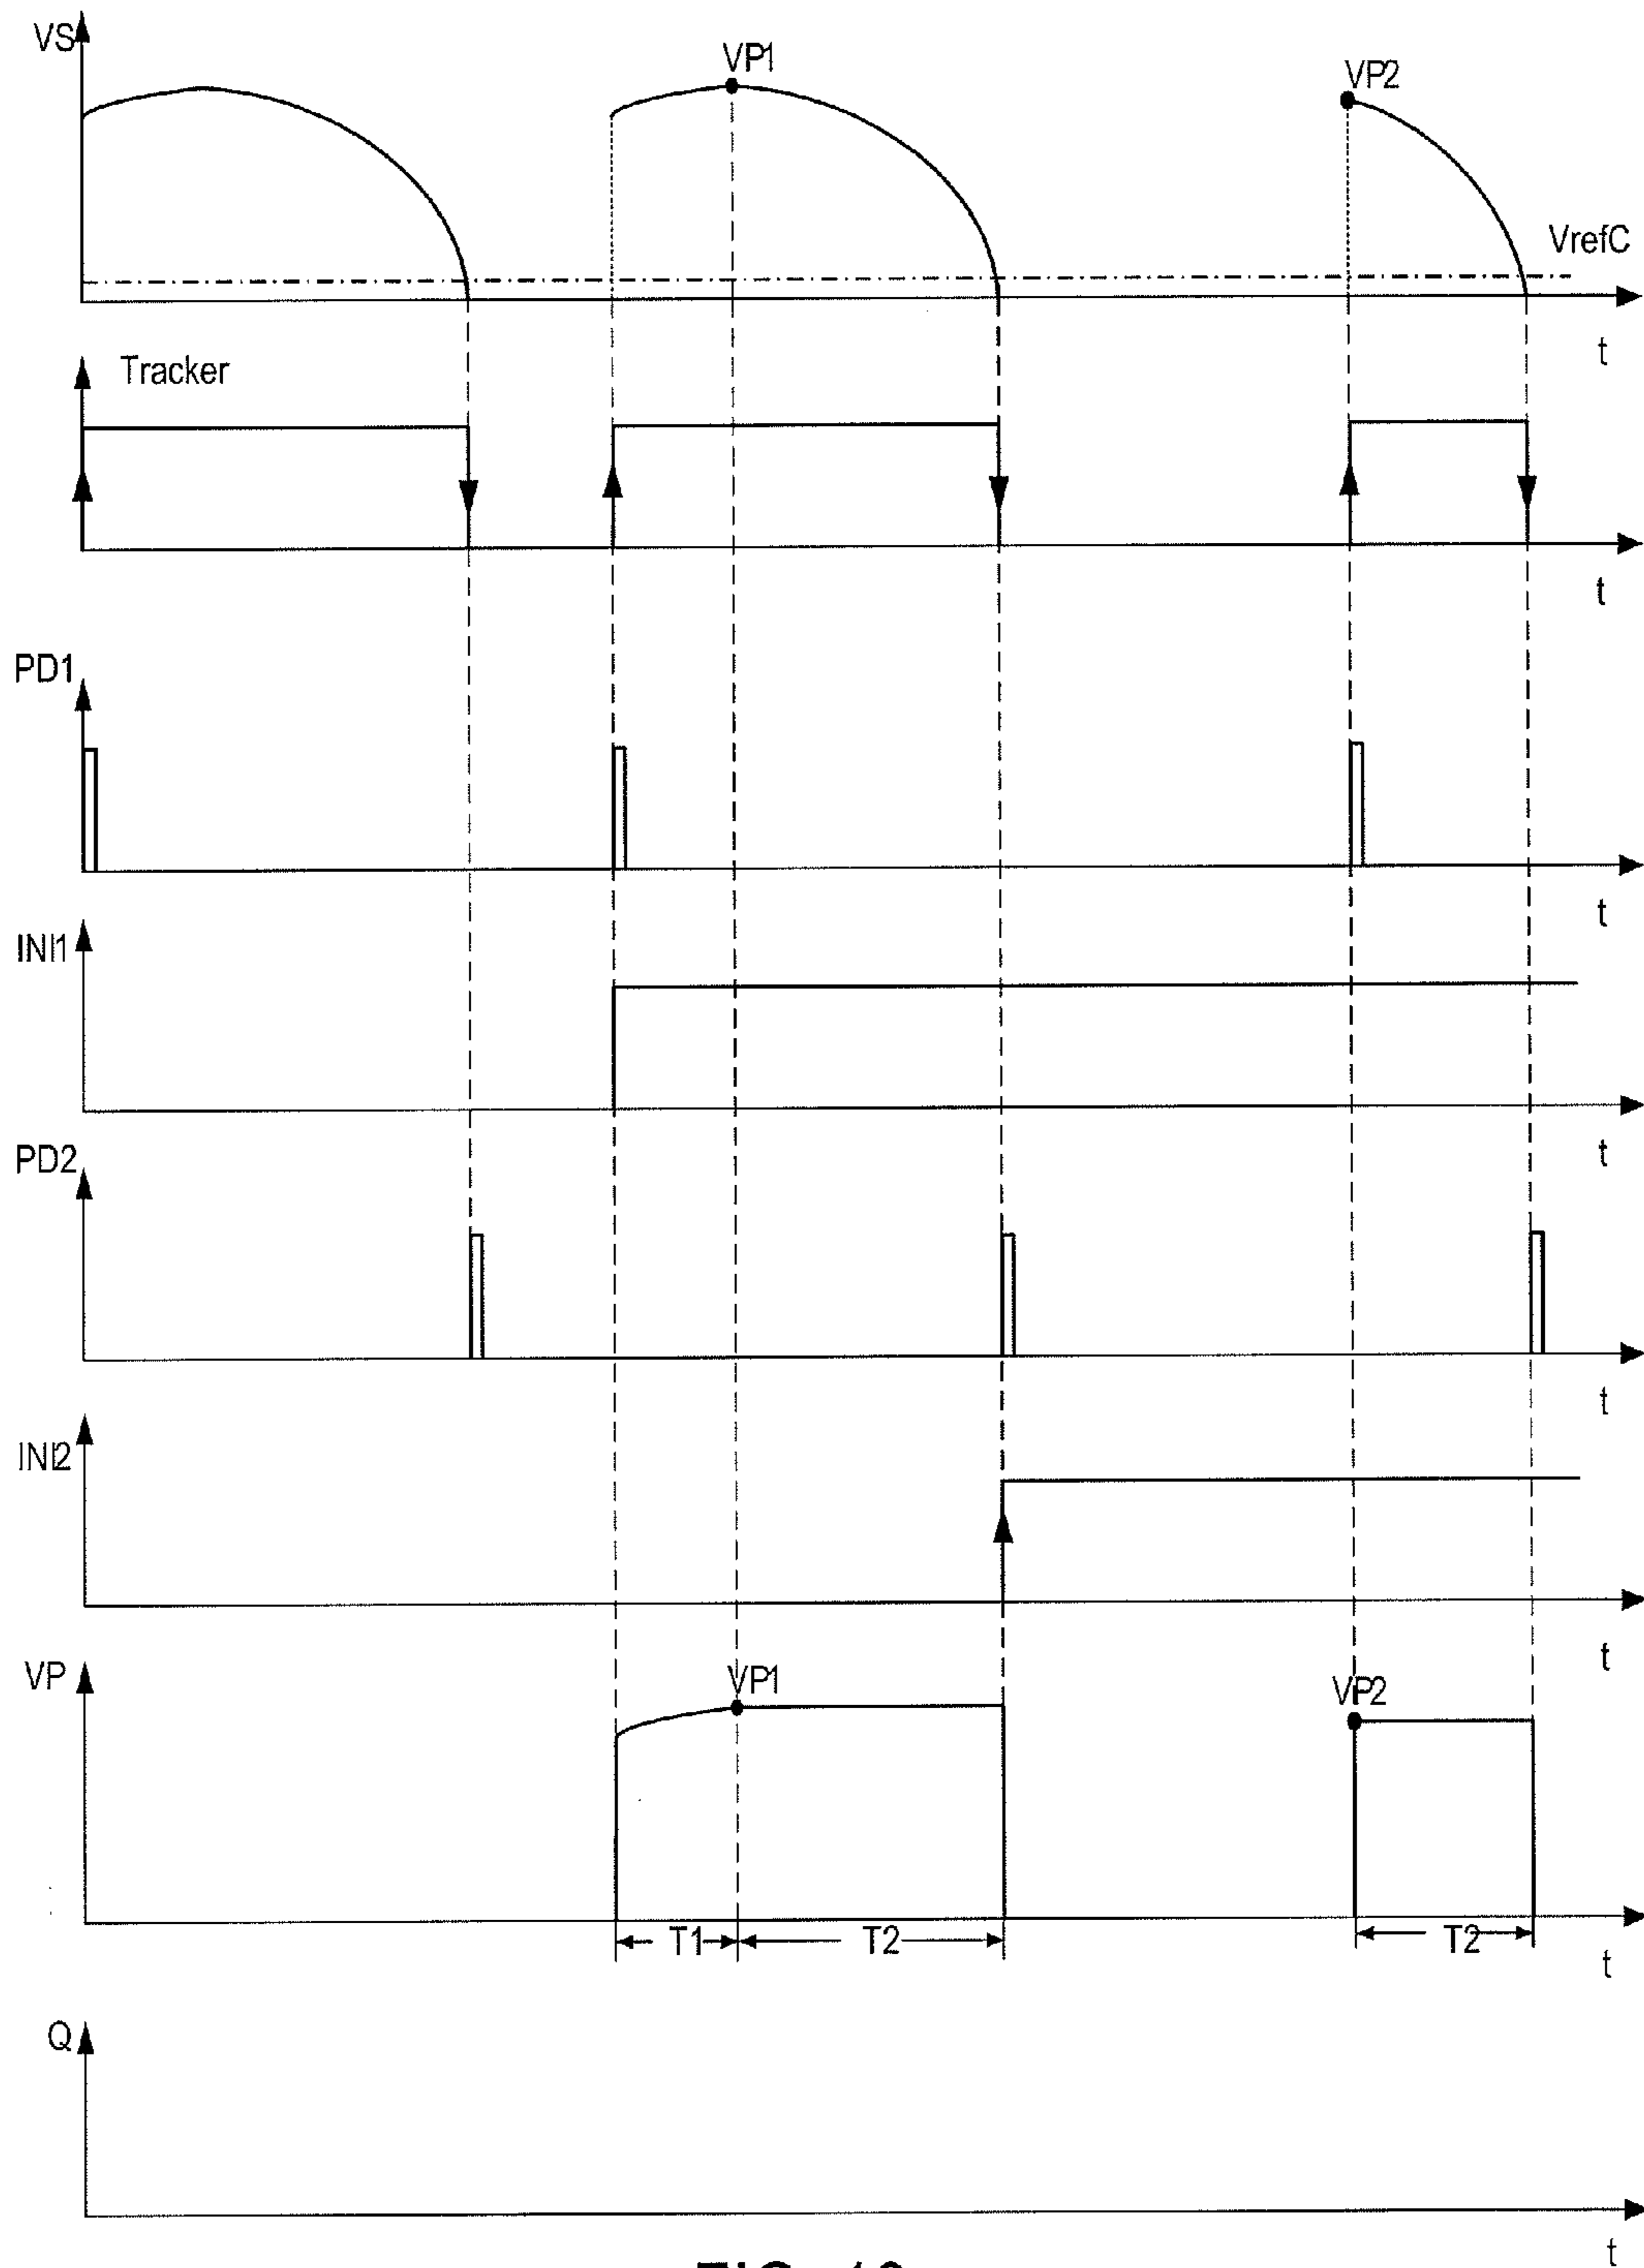 VS
VP1
VP2
VrefC
t
Tracker
t
PD1
t
INI1
t
PD2
t
INI2
t
VP
VP1
VP2
T1
T2
T2
t
Q
t